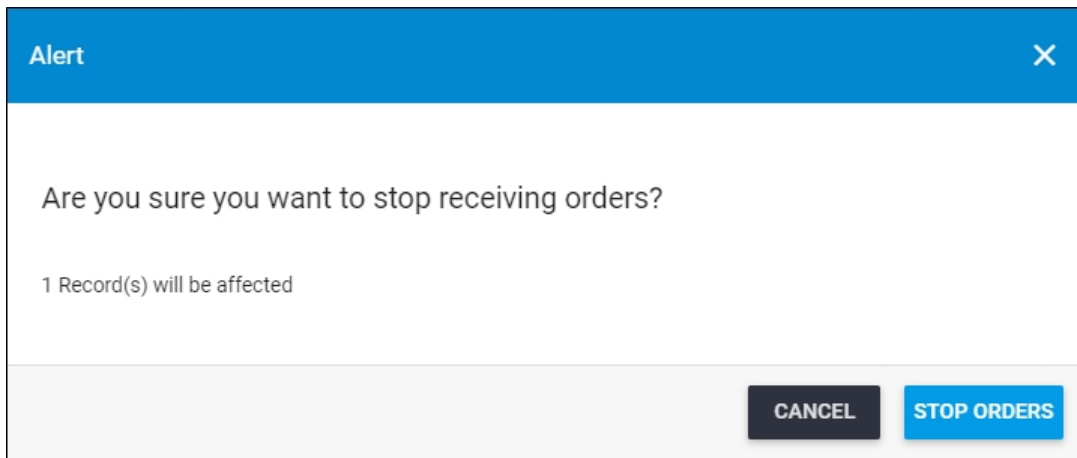 Alert
Are you sure you want to stop receiving orders?
1 Record(s) will be affected
CANCEL STOP ORDERS